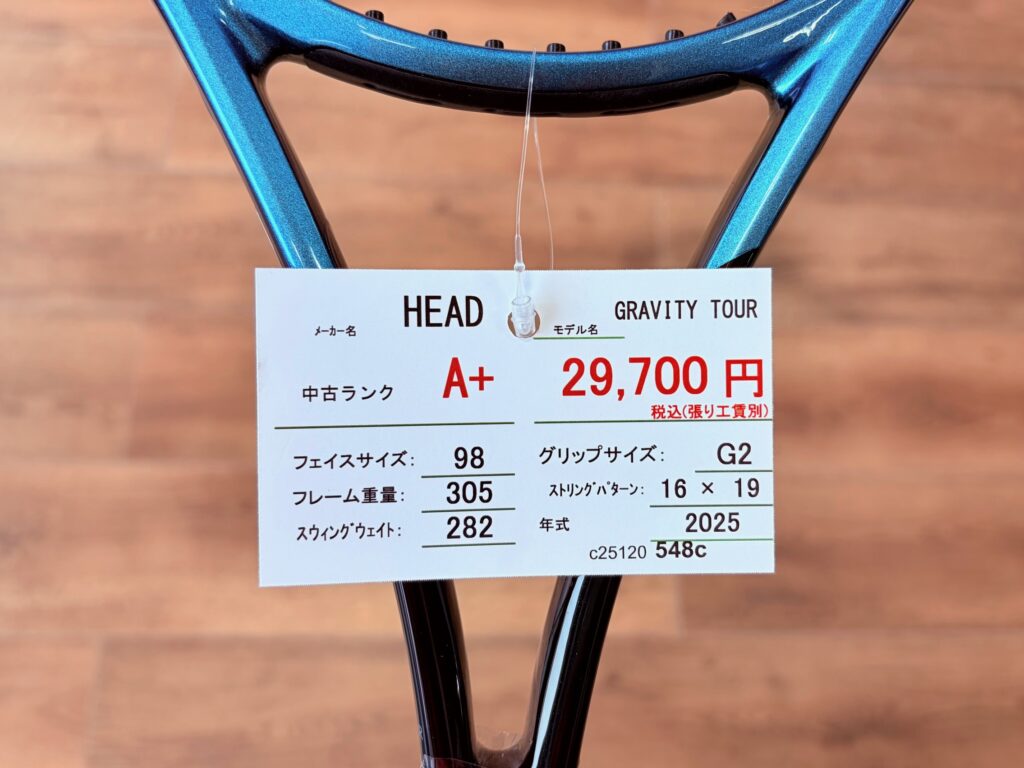 メーカー名 HEAD モデル名 GRAVITY TOUR
中古ランク A+ 29,700 円
税込(張り工賃別)
フェイスサイズ: 98 グリップサイズ: G2
フレーム重量: 305 ストリングパターン: 16 × 19
スウィングウェイト: 282 年式 2025
c25120 548c